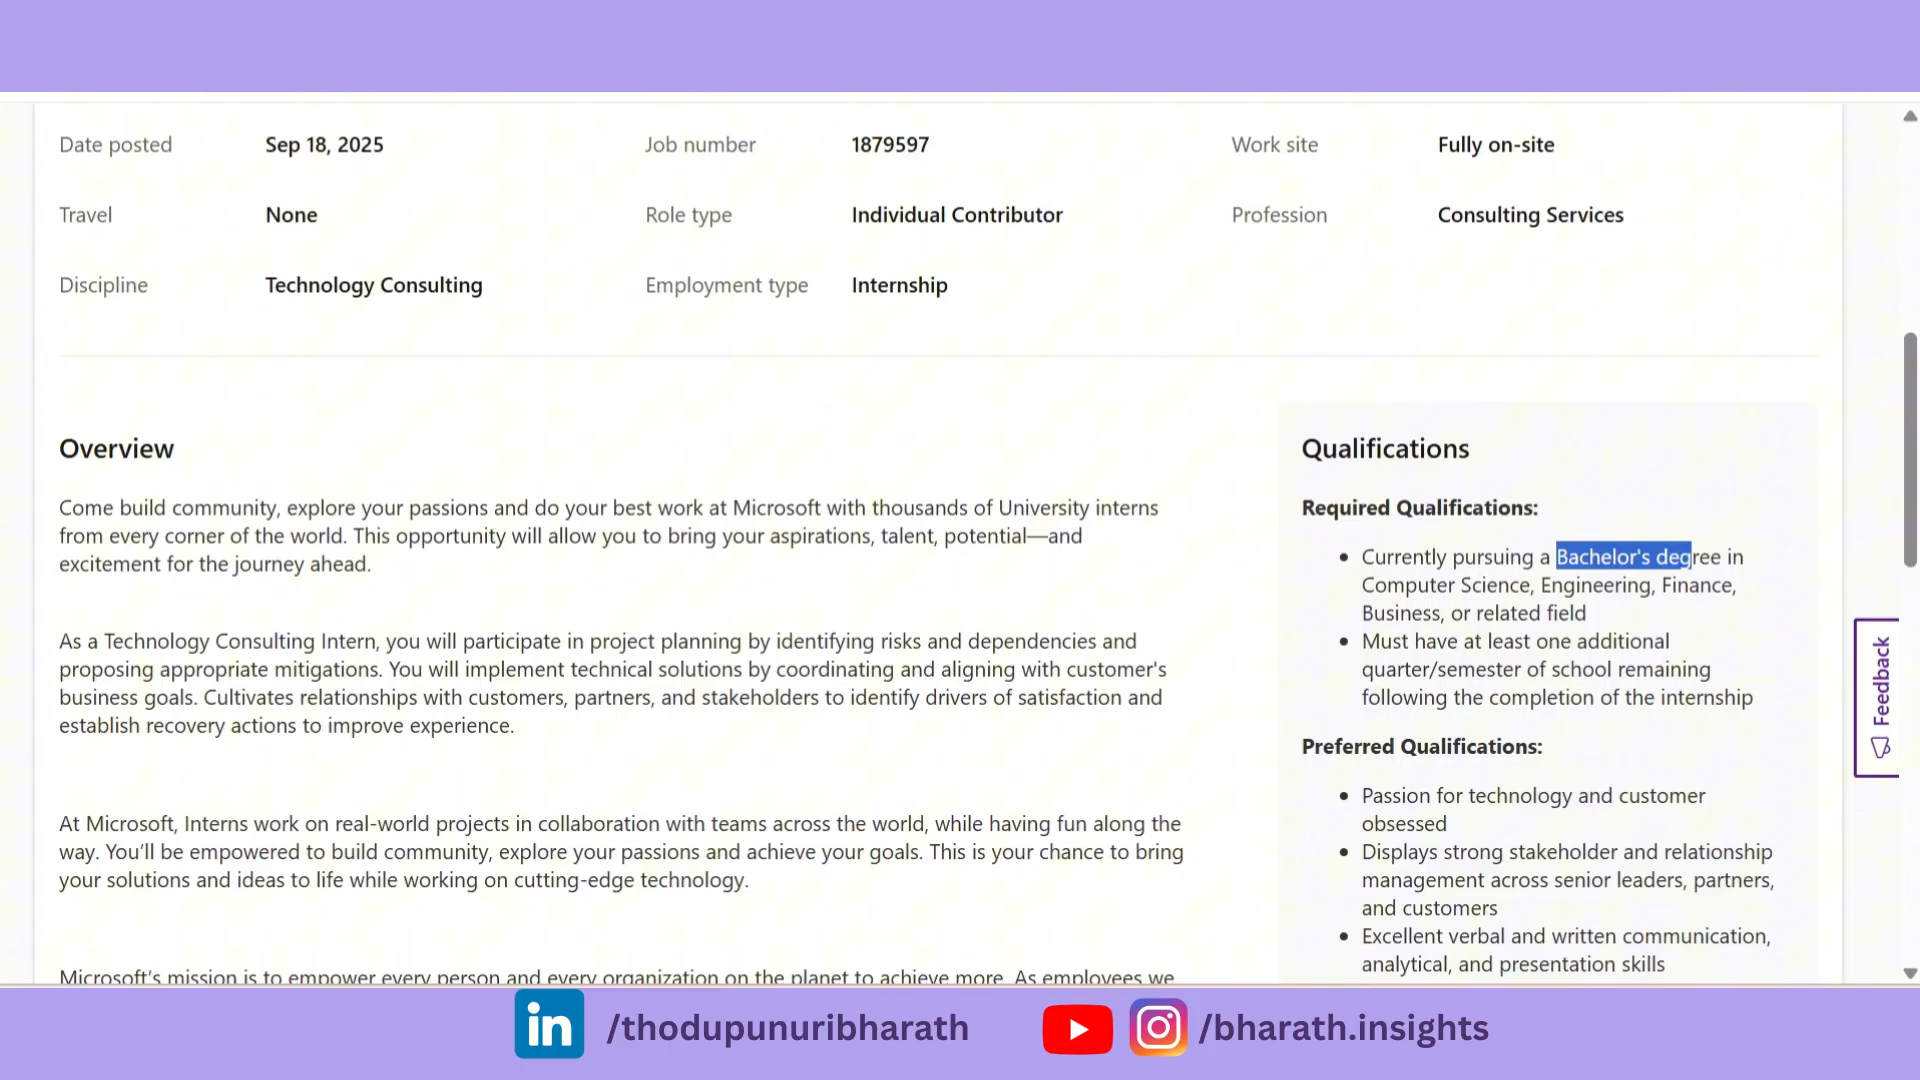 Date posted Sep 18, 2025 Job number 1879597 Work site Fully on-site
Travel None Role type Individual Contributor Profession Consulting Services
Discipline Technology Consulting Employment type Internship
Overview
Come build community, explore your passions and do your best work at Microsoft with thousands of University interns
from every corner of the world. This opportunity will allow you to bring your aspirations, talent, potential—and
excitement for the journey ahead.
As a Technology Consulting Intern, you will participate in project planning by identifying risks and dependencies and
proposing appropriate mitigations. You will implement technical solutions by coordinating and aligning with customer's
business goals. Cultivates relationships with customers, partners, and stakeholders to identify drivers of satisfaction and
establish recovery actions to improve experience.
At Microsoft, Interns work on real-world projects in collaboration with teams across the world, while having fun along the
way. You’ll be empowered to build community, explore your passions and achieve your goals. This is your chance to bring
your solutions and ideas to life while working on cutting-edge technology.
Microsoft’s mission is to empower every person and every organization on the planet to achieve more. As employees we
Qualifications
Required Qualifications:
• Currently pursuing a Bachelor's degree in
Computer Science, Engineering, Finance,
Business, or related field
• Must have at least one additional
quarter/semester of school remaining
following the completion of the internship
Preferred Qualifications:
• Passion for technology and customer
obsessed
• Displays strong stakeholder and relationship
management across senior leaders, partners,
and customers
• Excellent verbal and written communication,
analytical, and presentation skills
Feedback
in /thodupunuribharath /bharath.insights